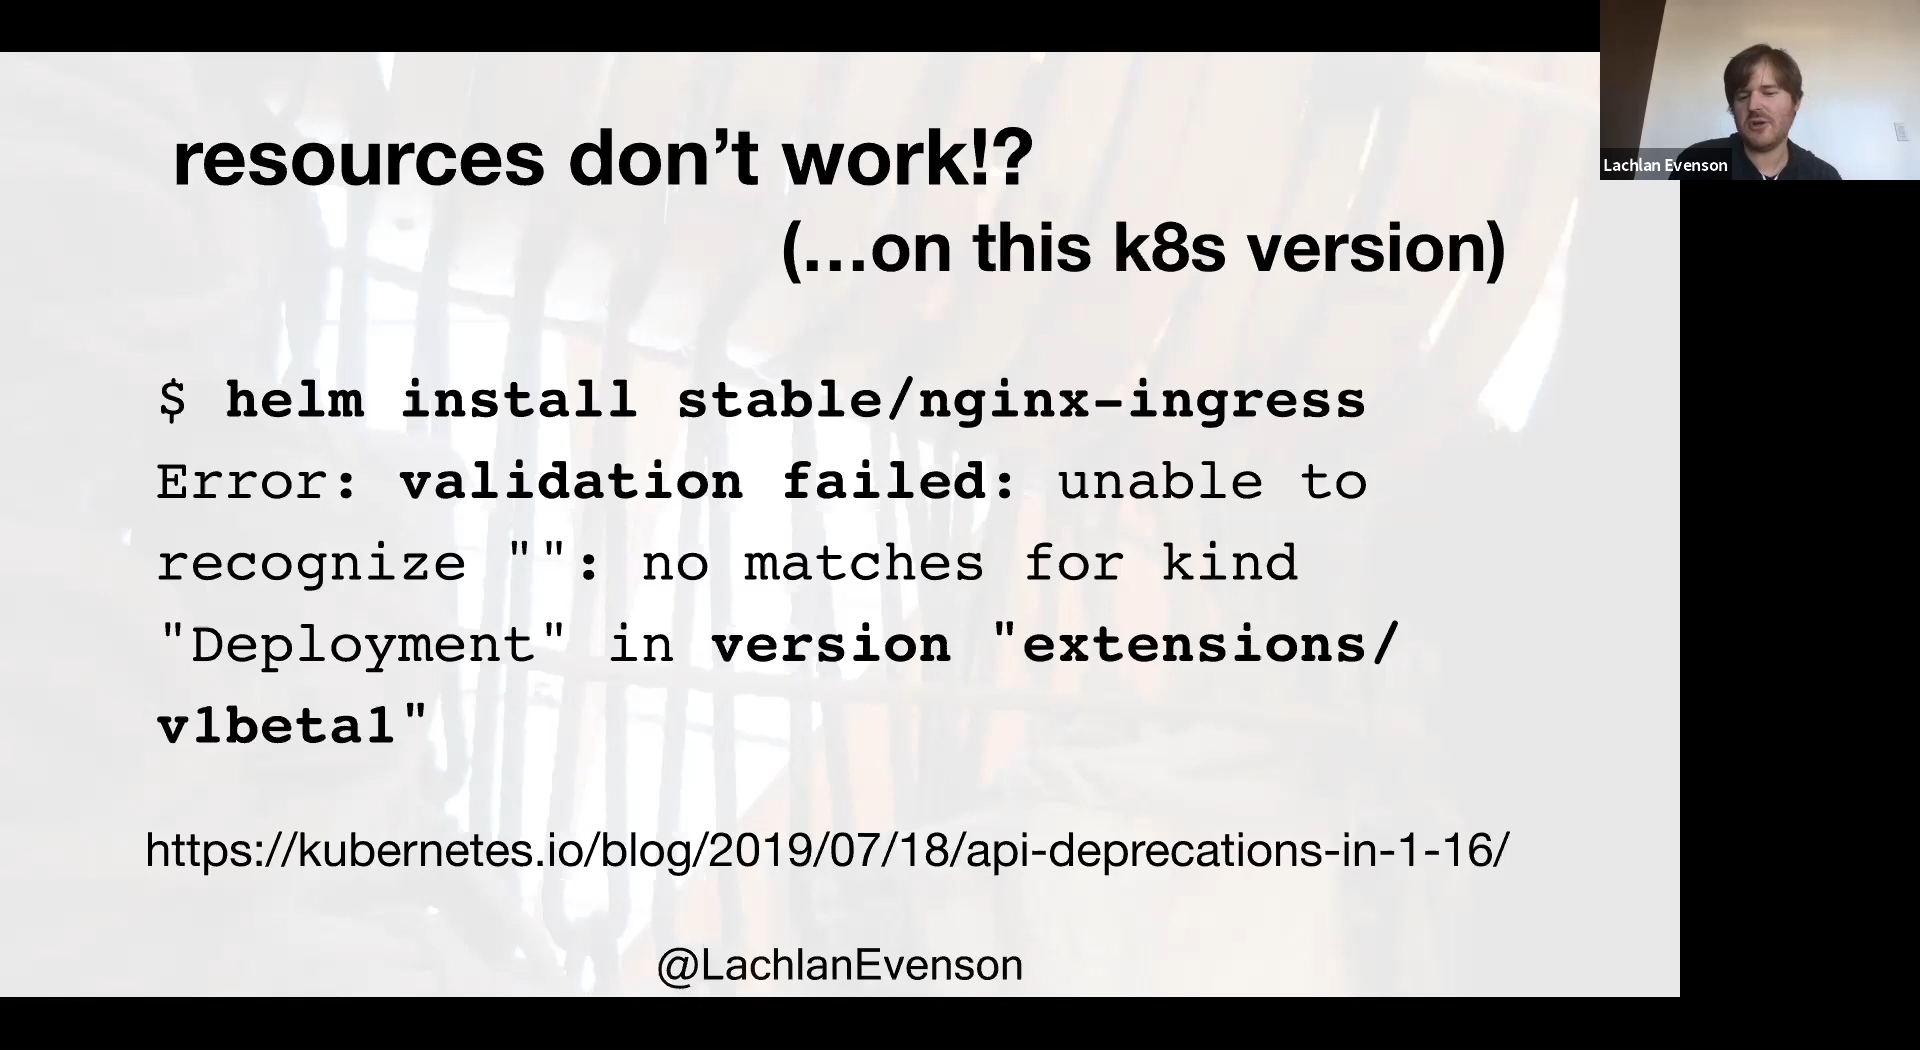 resources don’t work!?
(...on this k8s version)
$ helm install stable/nginx-ingress
Error: validation failed: unable to
recognize "": no matches for kind
"Deployment" in version "extensions/
v1beta1"
https://kubernetes.io/blog/2019/07/18/api-deprecations-in-1-16/
@LachlanEvenson
Lachlan Evenson